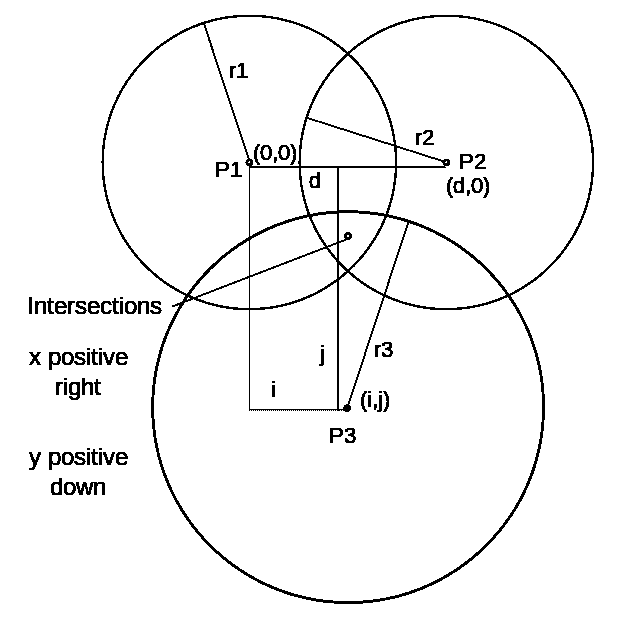 r1
r2
(0,0)
P1
P2
d
(d,0)
Intersections
x positive
right
j
r3
i
(i,j)
P3
y positive
down